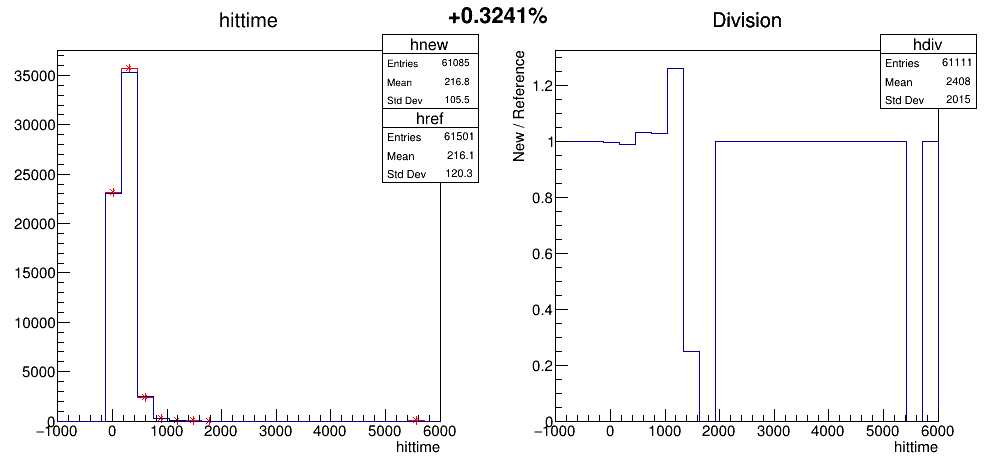 +0.3241%
hittime
hnew
Entries 61085
Mean 216.8
Std Dev 105.5
href
Entries 61501
Mean 216.1
Std Dev 120.3
35000
30000
25000
20000
15000
10000
5000
0
−1000 0 1000 2000 3000 4000 5000 6000
hittime
Division
hdiv
Entries 61111
Mean 2408
Std Dev 2015
New / Reference
1.2
1
0.8
0.6
0.4
0.2
0
−1000 0 1000 2000 3000 4000 5000 6000
hittime